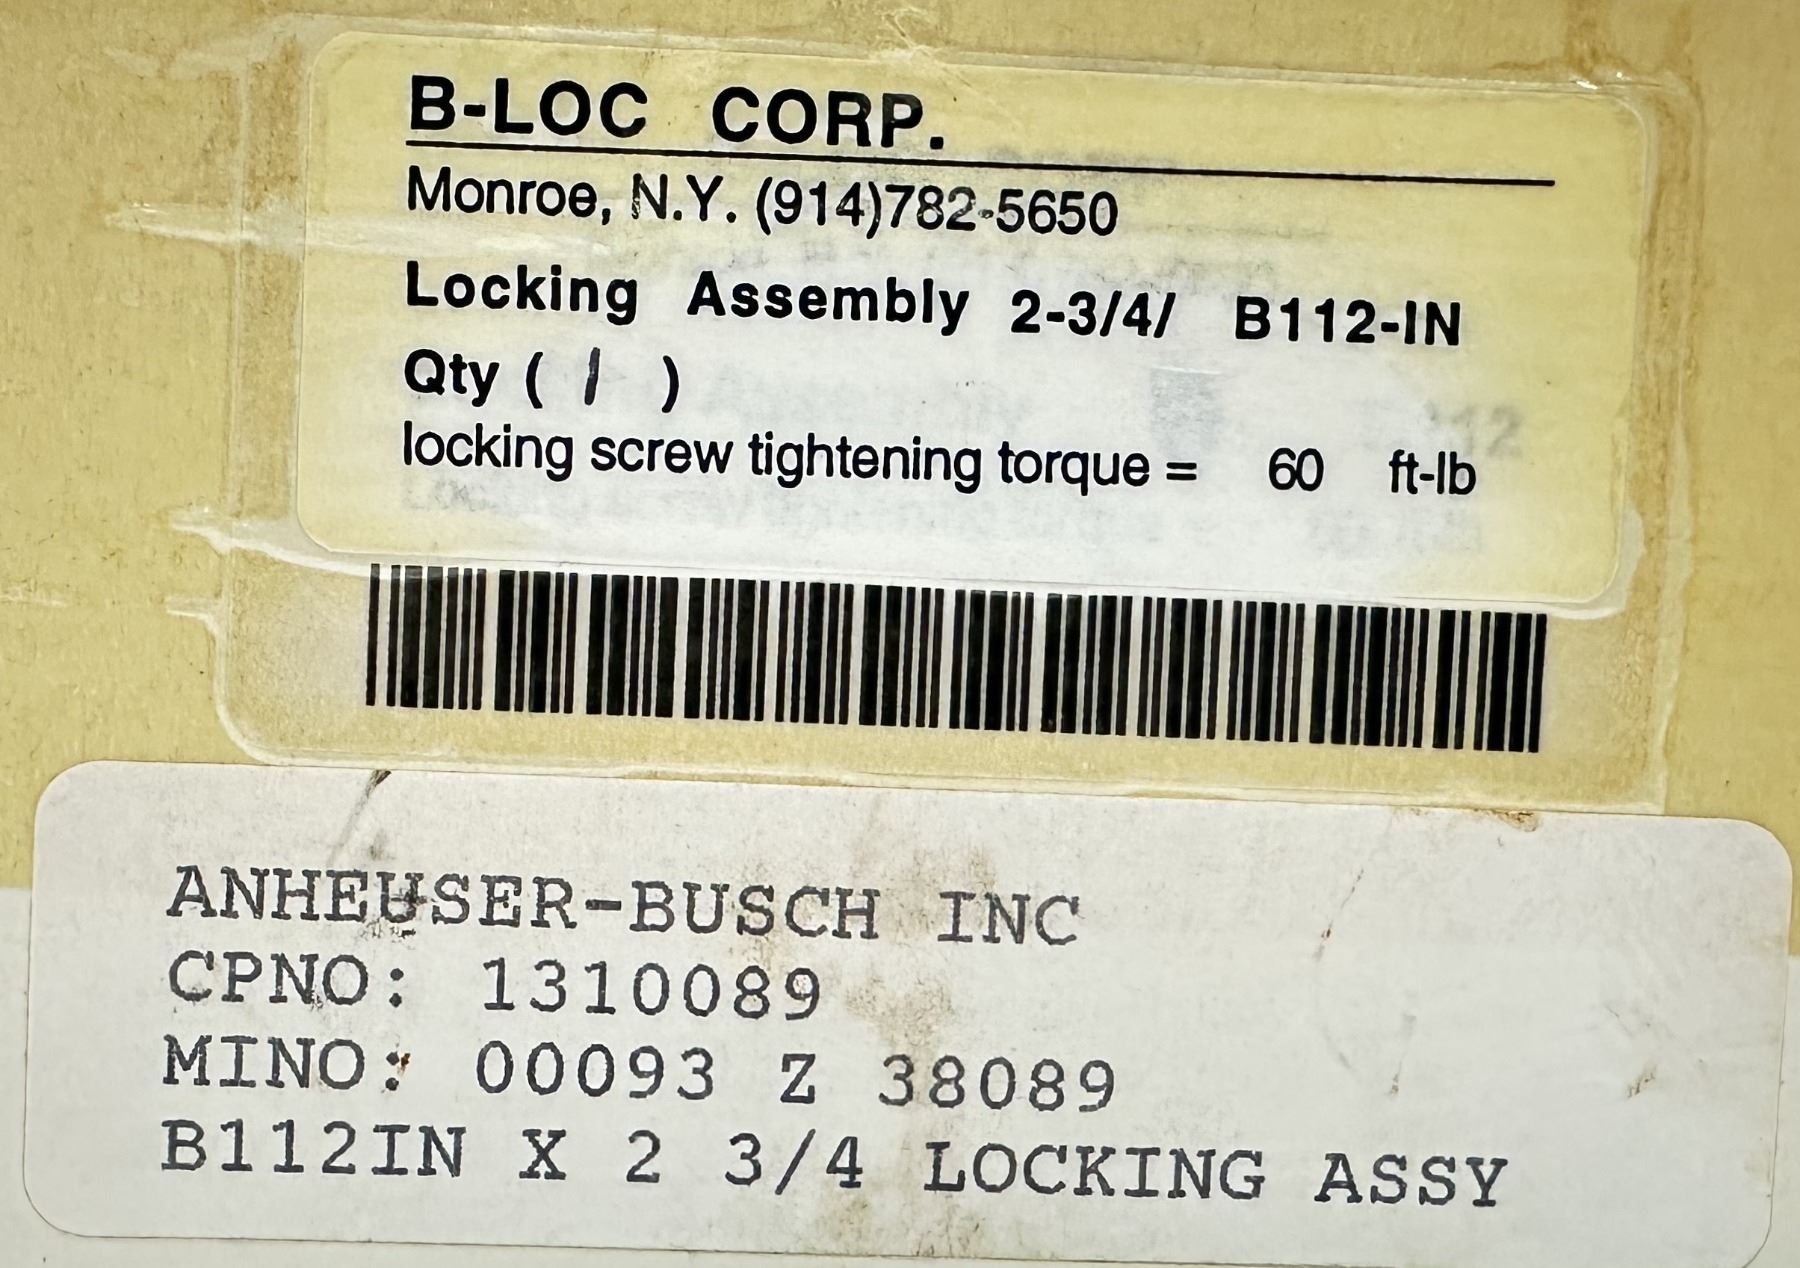 B-LOC CORP.
Monroe, N.Y. (914)782-5650
Locking Assembly 2-3/4/ B112-IN
Qty ( 1 )
locking screw tightening torque = 60 ft-lb
ANHEUSER-BUSCH INC
CPNO: 1310089
MINO: 00093 Z 38089
B112IN X 2 3/4 LOCKING ASSY